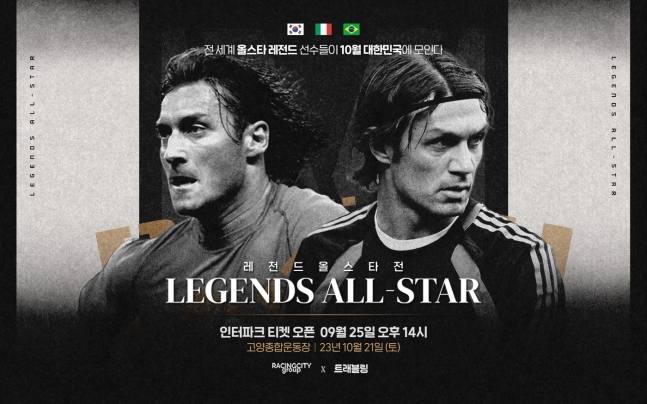 전 세계 올스타 레전드 선수들이 10월 대한민국에 모인다
LEGENDS ALL-STAR
LEGENDS ALL-STAR
레전드올스타전
LEGENDS ALL-STAR
인터파크 티켓 오픈 09월 25일 오후 14시
고양종합운동장 | 23년 10월 21일 (토)
RACINGCITY group X 트래블링